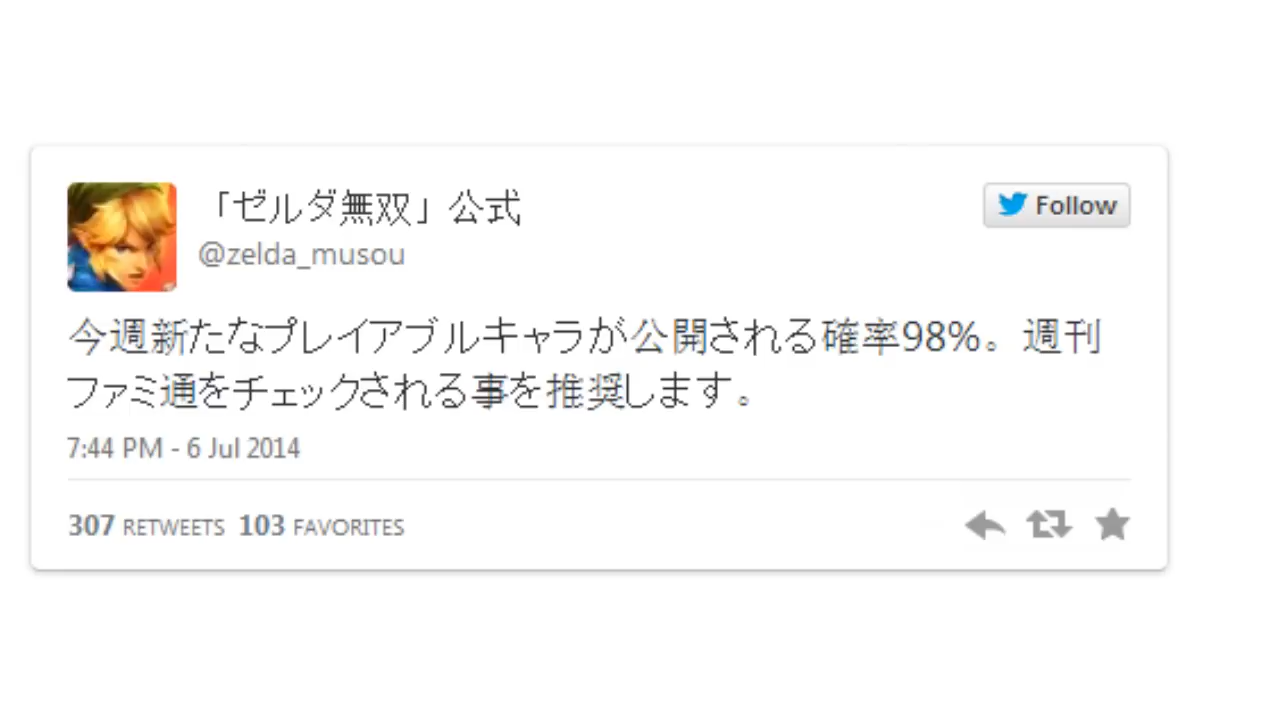 「ゼルダ無双」公式
Follow
@zelda_musou
今週新たなプレイアブルキャラが公開される確率98%。週刊
ファミ通をチェックされる事を推奨します。
7:44 PM - 6 Jul 2014
307 RETWEETS 103 FAVORITES